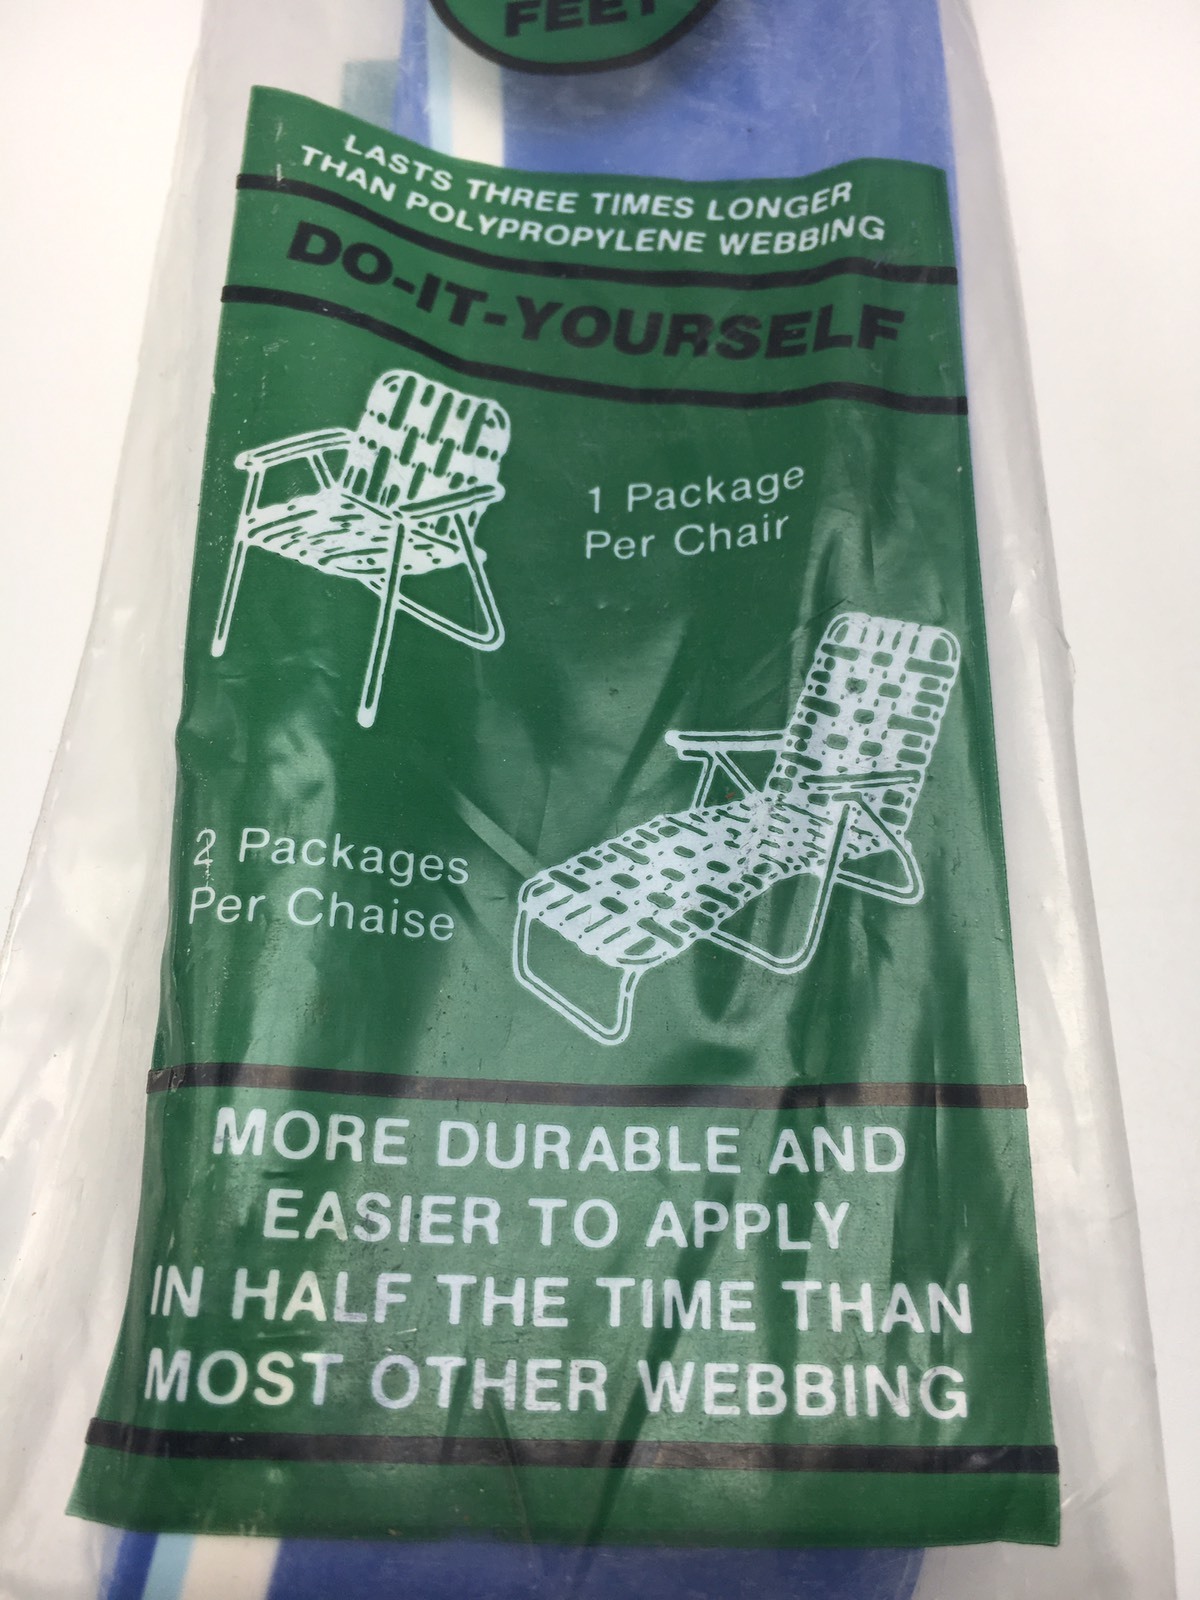 FEET
LASTS THREE TIMES LONGER
THAN POLYPROPYLENE WEBBING
DO-IT-YOURSELF
1 Package
Per Chair
2 Packages
Per Chaise
MORE DURABLE AND
EASIER TO APPLY
IN HALF THE TIME THAN
MOST OTHER WEBBING